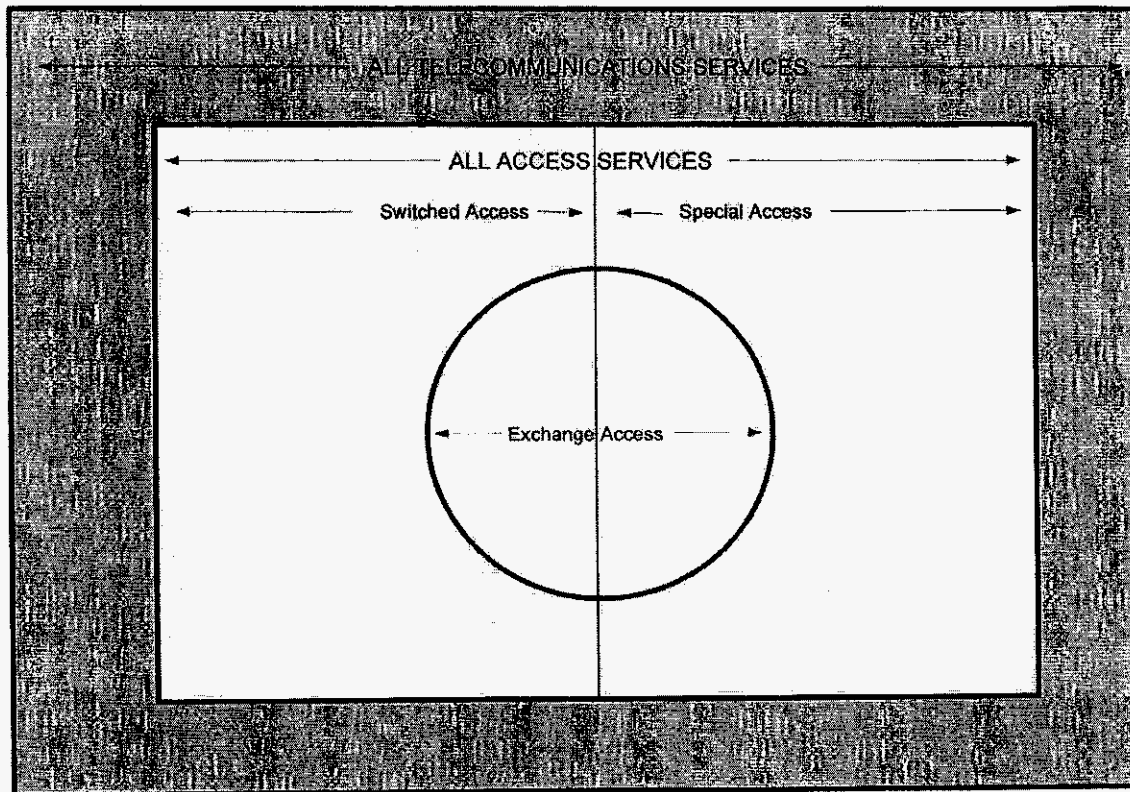 ALL TELECOMMUNICATIONS SERVICES
ALL ACCESS SERVICES
Switched Access Special Access
Exchange Access